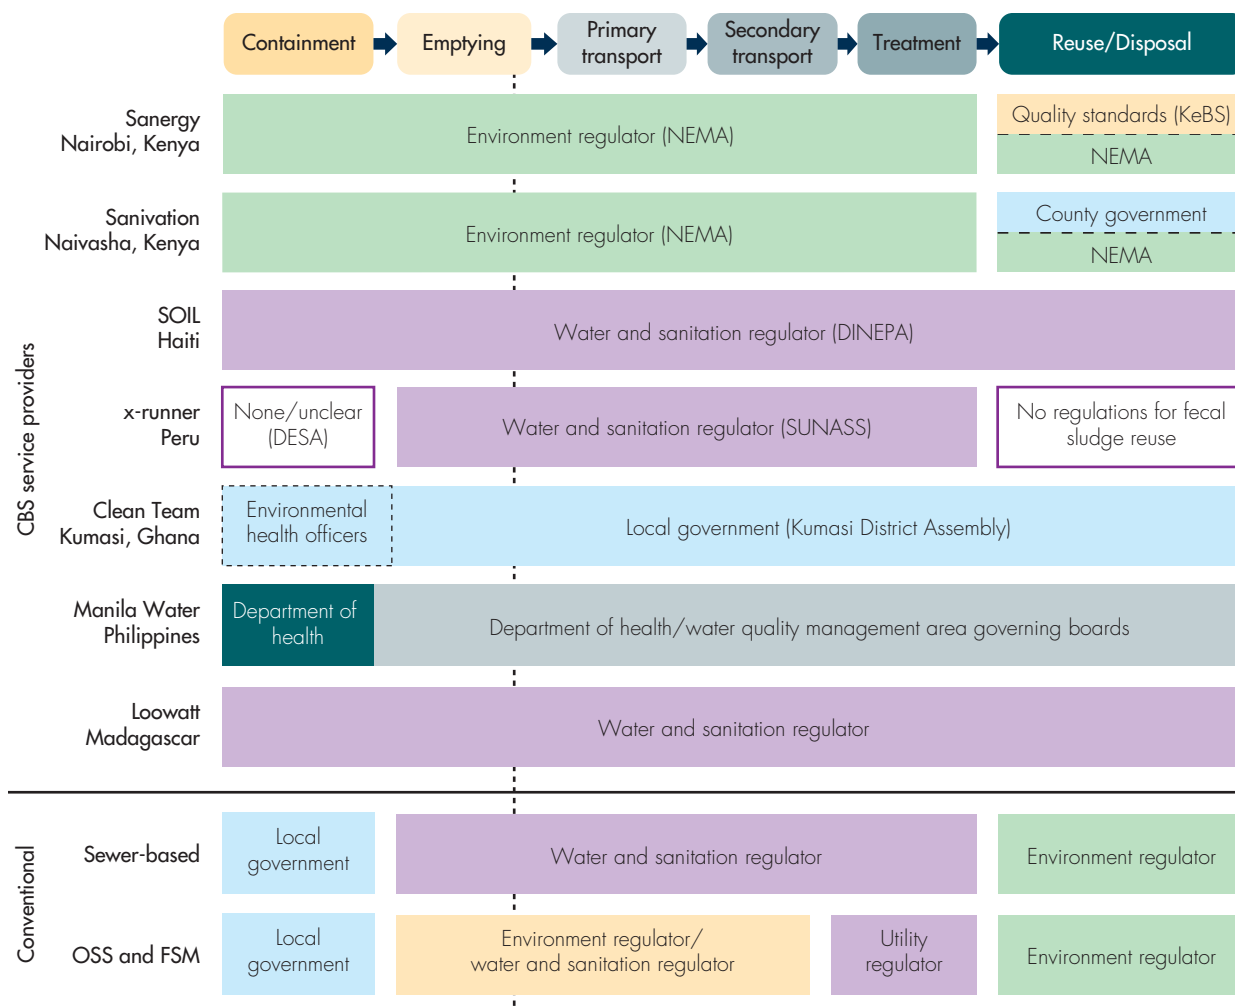 Containment
Emptying
Primary
transport
Secondary
transport
Treatment
Reuse/Disposal
CBS service providers
Sanergy
Nairobi, Kenya
Environment regulator (NEMA)
Quality standards (KeBS)
NEMA
Sanivation
Naivasha, Kenya
Environment regulator (NEMA)
County government
NEMA
SOIL
Haiti
Water and sanitation regulator (DINEPA)
x-runner
Peru
None/unclear
(DESA)
Water and sanitation regulator (SUNASS)
No regulations for fecal
sludge reuse
Clean Team
Kumasi, Ghana
Environmental
health officers
Local government (Kumasi District Assembly)
Manila Water
Philippines
Department of
health
Department of health/water quality management area governing boards
Loowatt
Madagascar
Water and sanitation regulator
Conventional
Sewer-based
Local
government
Water and sanitation regulator
Environment regulator
OSS and FSM
Local
government
Environment regulator/
water and sanitation regulator
Utility
regulator
Environment regulator